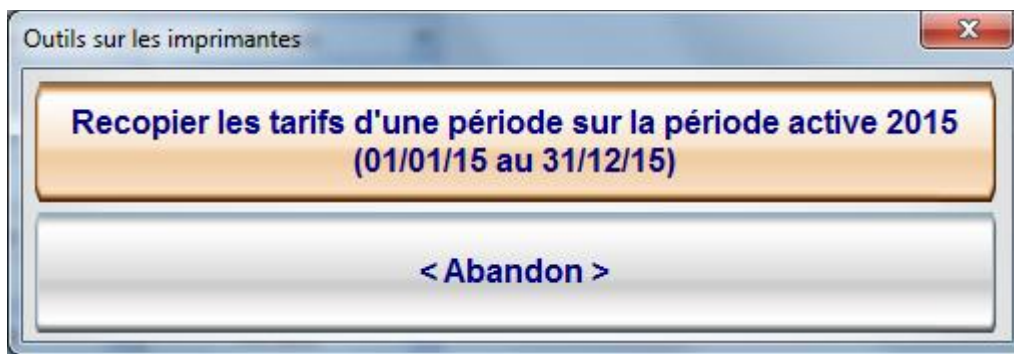 Outils sur les imprimantes
Recopier les tarifs d'une période sur la période active 2015
(01/01/15 au 31/12/15)
< Abandon >